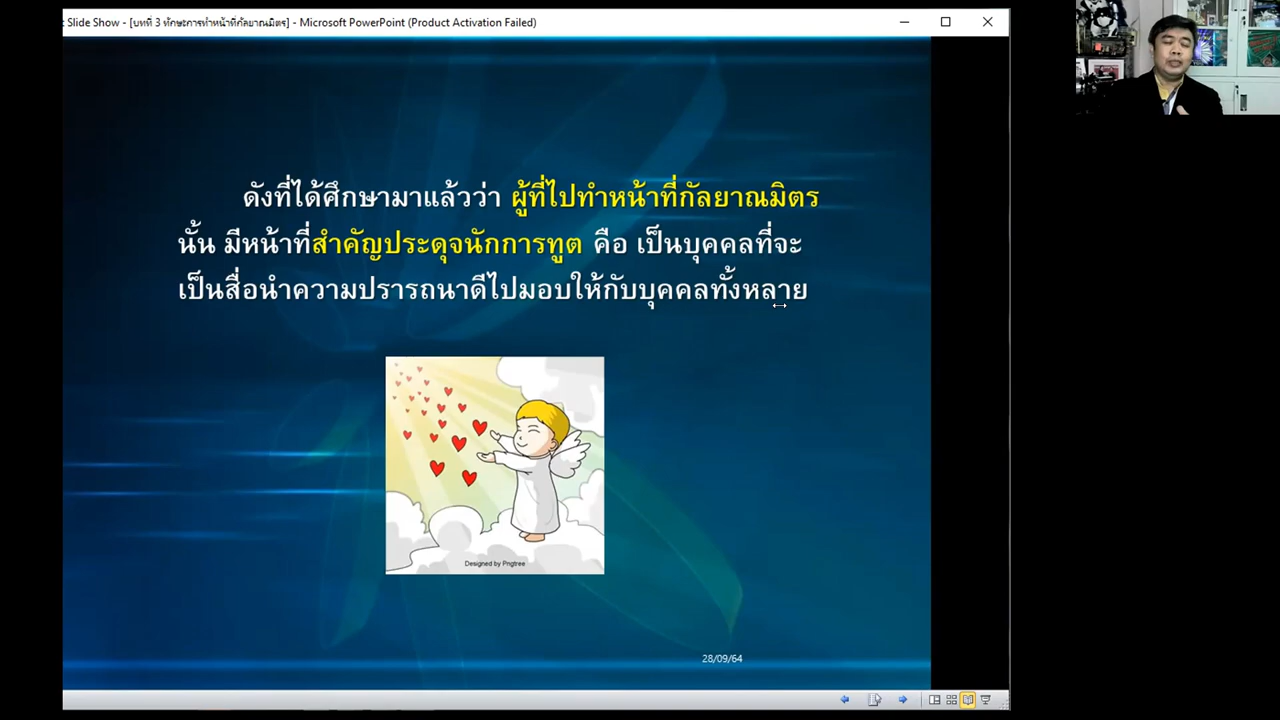 Slide Show - [บทที่ 3 ทักษะการทำหน้าที่กัลยาณมิตร] - Microsoft PowerPoint (Product Activation Failed)
ดังที่ได้ศึกษามาแล้วว่า ผู้ที่ไปทำหน้าที่กัลยาณมิตร
นั้น มีหน้าที่สำคัญประดุจนักการทูต คือ เป็นบุคคลที่จะ
เป็นสื่อนำความปรารถนาดีไปมอบให้กับบุคคลทั้งหลาย
Designed by Pngtree
28/09/64